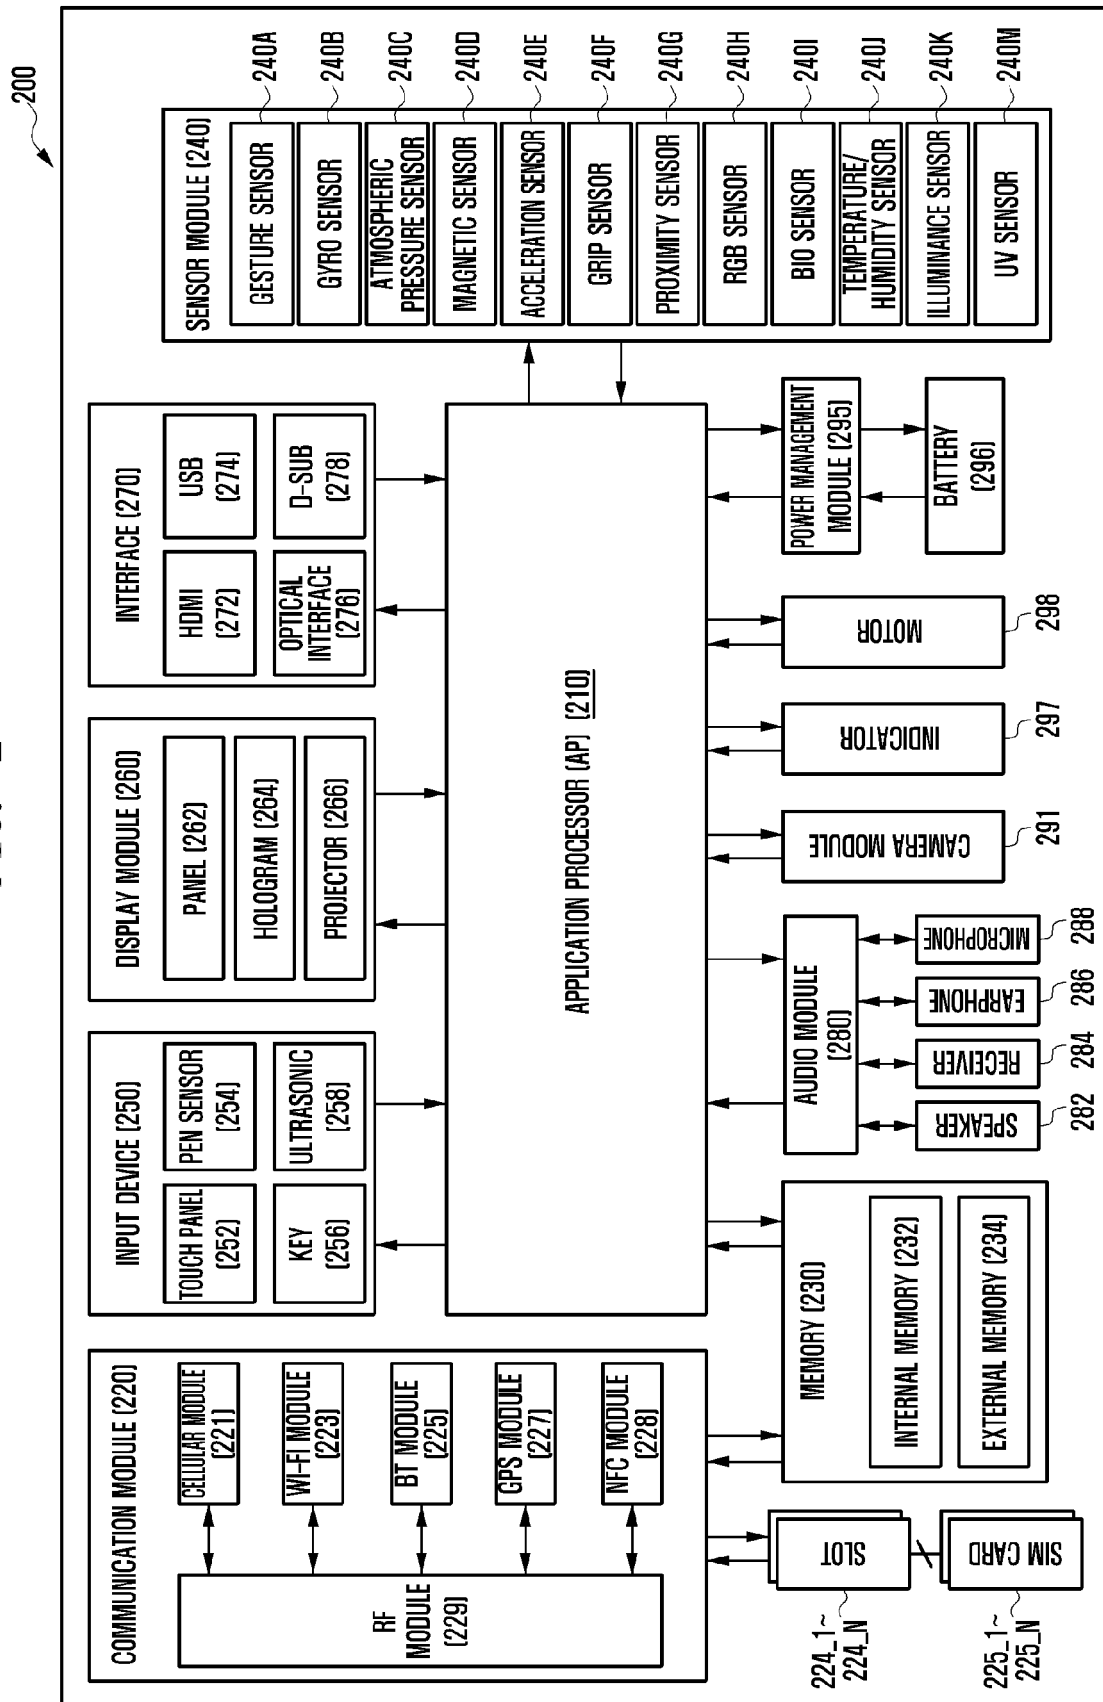 200
COMMUNICATION MODULE (220)
CELLULAR MODULE
(221)
WI-FI MODULE
(223)
BT MODULE
(225)
GPS MODULE
(227)
NFC MODULE
(228)
RF
MODULE
(229)
INPUT DEVICE (250)
TOUCH PANEL
(252)
PEN SENSOR
(254)
KEY
(256)
ULTRASONIC
(258)
DISPLAY MODULE (260)
PANEL (262)
HOLOGRAM (264)
PROJECTOR (266)
INTERFACE (270)
HDMI
(272)
USB
(274)
OPTICAL
INTERFACE
(276)
D-SUB
(278)
SENSOR MODULE (240)
GESTURE SENSOR
240A
GYRO SENSOR
240B
ATMOSPHERIC
PRESSURE SENSOR
240C
MAGNETIC SENSOR
240D
ACCELERATION SENSOR
240E
GRIP SENSOR
240F
PROXIMITY SENSOR
240G
RGB SENSOR
240H
BIO SENSOR
240I
TEMPERATURE/
HUMIDITY SENSOR
240J
ILLUMINANCE SENSOR
240K
UV SENSOR
240M
APPLICATION PROCESSOR (AP) (210)
SLOT
224_1~
224_N
SIM CARD
225_1~
225_N
MEMORY (230)
INTERNAL MEMORY (232)
EXTERNAL MEMORY (234)
AUDIO MODULE
(280)
SPEAKER
282
RECEIVER
284
EARPHONE
286
MICROPHONE
288
CAMERA MODULE
291
INDICATOR
297
MOTOR
298
POWER MANAGEMENT
MODULE (295)
BATTERY
(296)